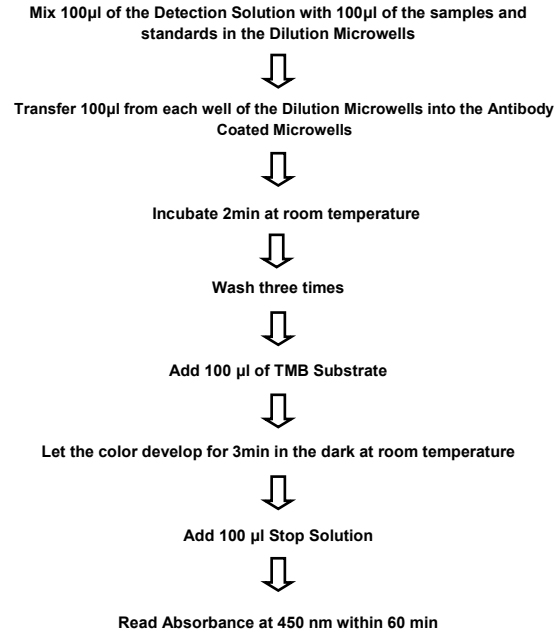 Mix 100µl of the Detection Solution with 100µl of the samples and
standards in the Dilution Microwells
Transfer 100µl from each well of the Dilution Microwells into the Antibody
Coated Microwells
Incubate 2min at room temperature
Wash three times
Add 100 µl of TMB Substrate
Let the color develop for 3min in the dark at room temperature
Add 100 µl Stop Solution
Read Absorbance at 450 nm within 60 min